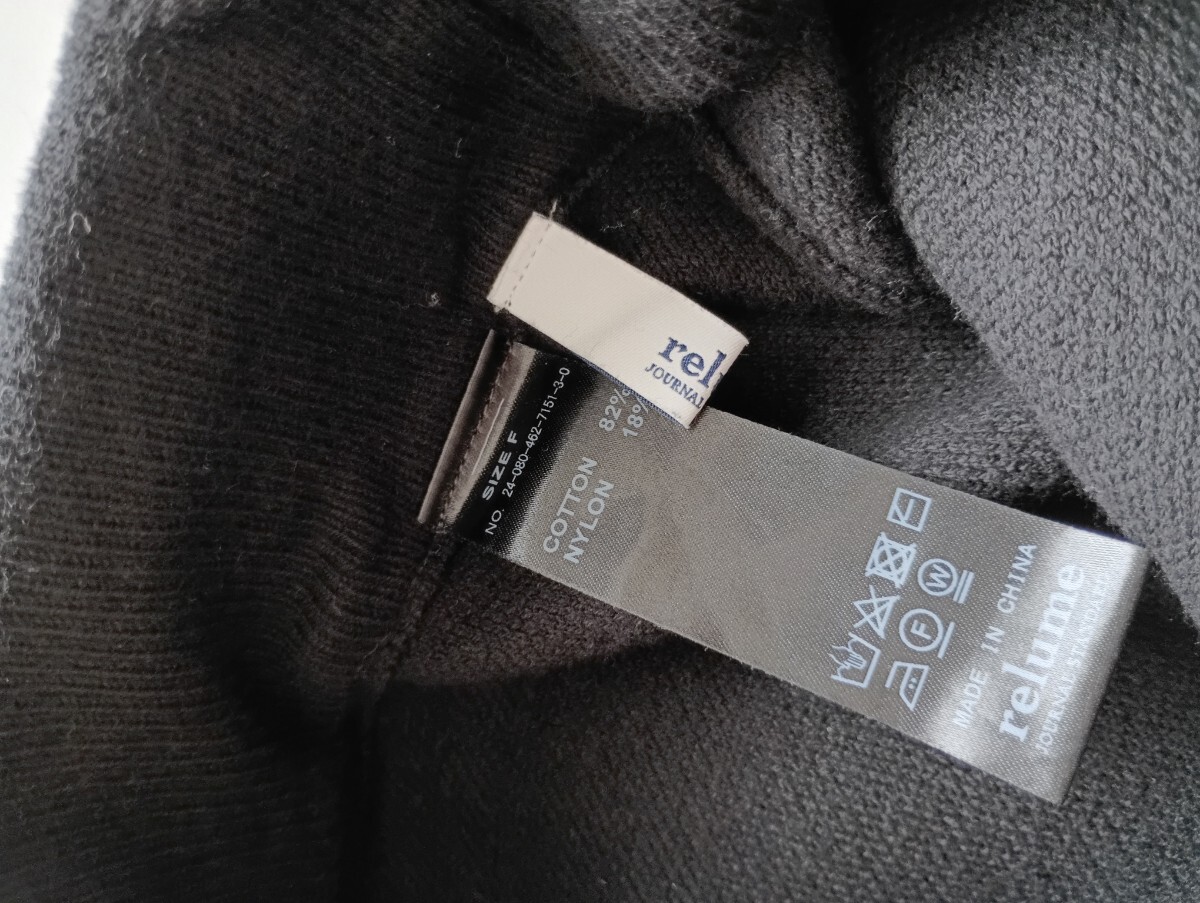 rel
JOURNAL
SIZE F
NO. 24-080-462-7151-3-0
COTTON 82%
NYLON 18%
W
F
MADE IN CHINA
relume
JOURNAL STANDARD